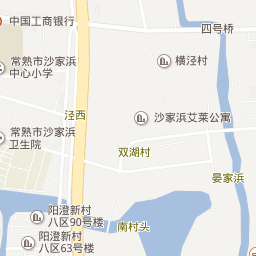 中国工商银行
四号桥
横泾村
常熟市沙家浜
中心小学
泾西
沙家浜艾莱公寓
常熟市沙家浜
卫生院
双湖村
晏家浜
阳澄新村
八区90号楼
南村头
阳澄新村
八区63号楼